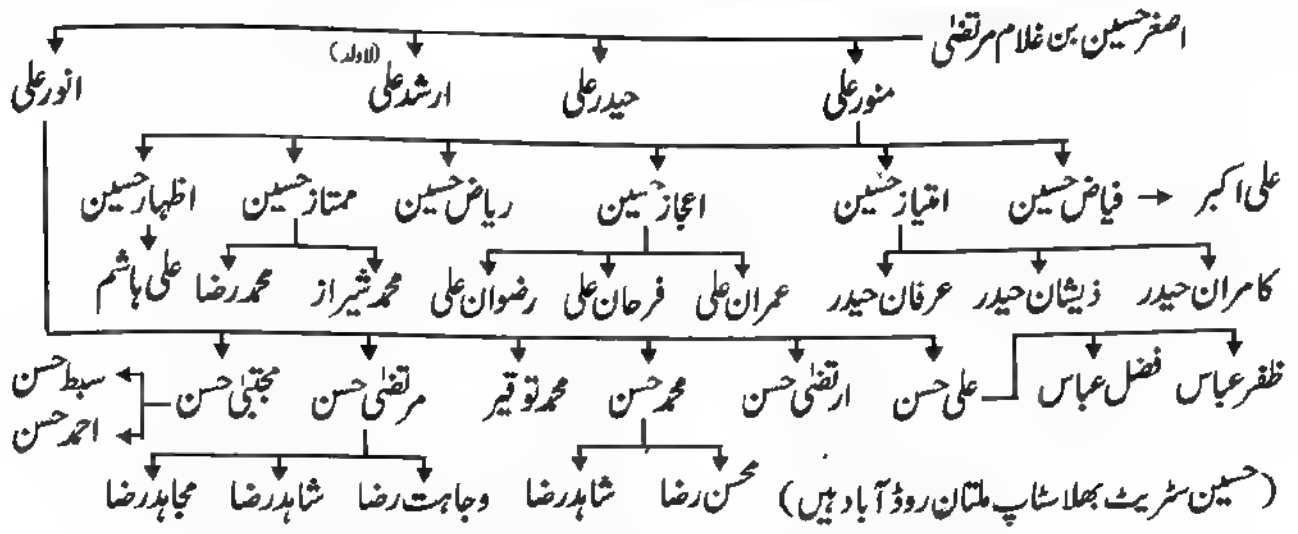 اصغر حسین بن غلام مرتضٰی
منور علی حیدر علی ارشد علی (لاولد) انور علی
علی اکبر فیاض حسین امتیاز حسین اعجاز حسین ریاض حسین ممتاز حسین اظہار حسین
کامران حیدر ذیشان حیدر عرفان حیدر عمران علی فرحان علی رضوان علی محمد شیراز محمد رضا علی ہاشم
ظفر عباس فضل عباس علی حسن ارتضٰی حسن محمد حسن محمد توقیر مرتضٰی حسن مجتبٰی حسن سبط حسن
احمد حسن
محسن رضا شاہد رضا وجاہت رضا شاہد رضا مجاہد رضا
(حسین سٹریٹ بھلا سٹاپ ملتان روڈ آباد ہیں)